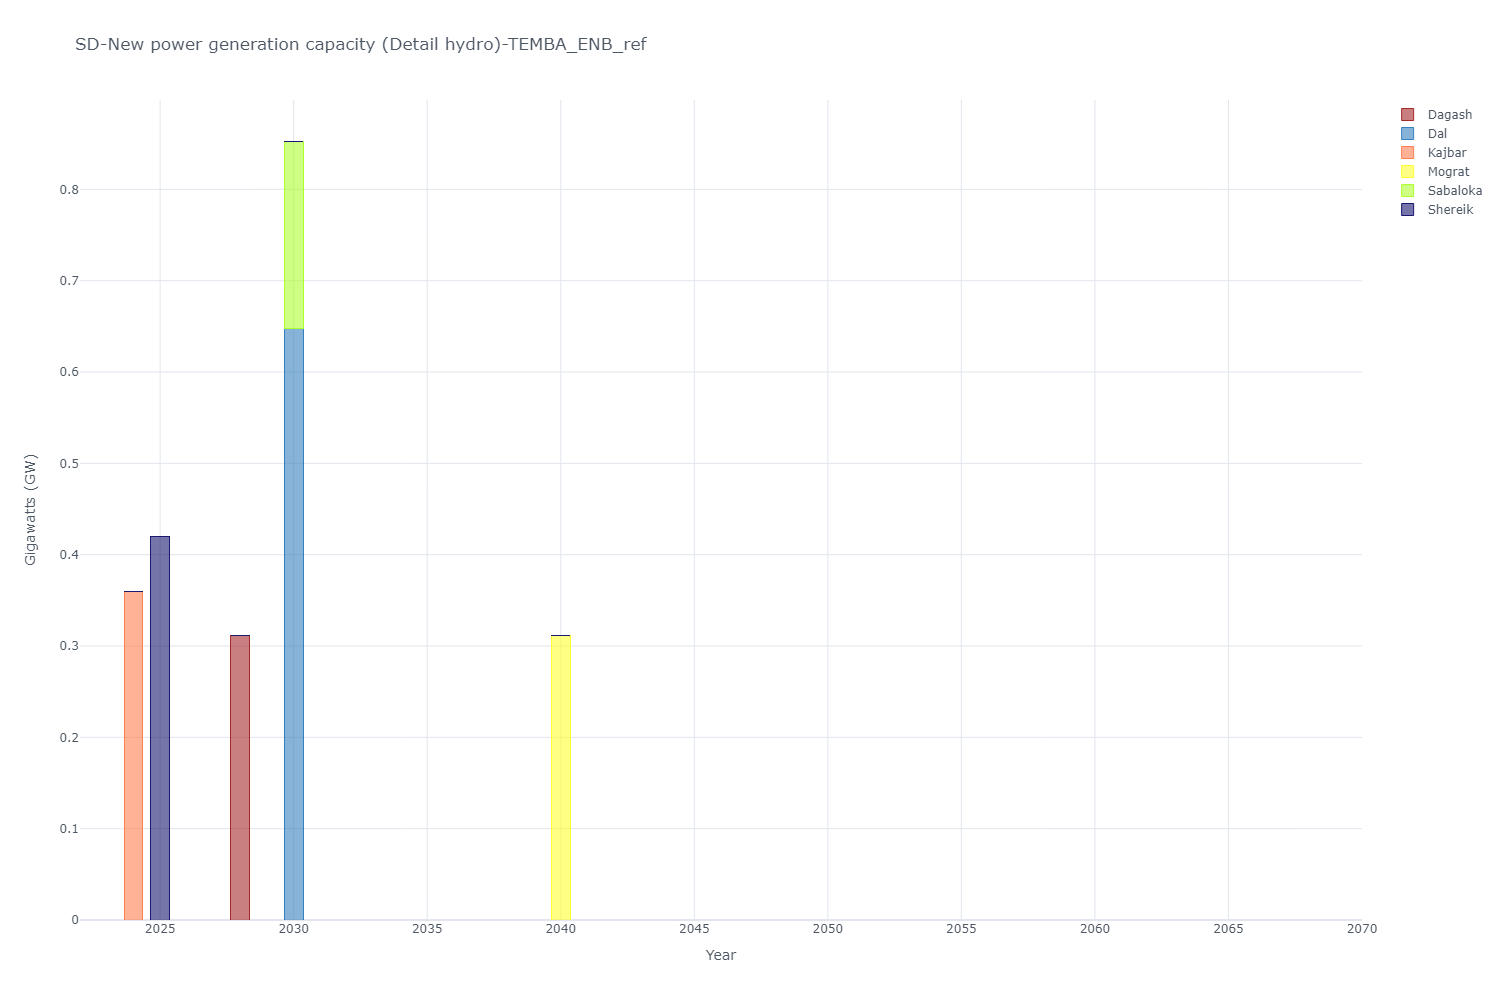 SD-New power generation capacity (Detail hydro)-TEMBA_ENB_ref
Dagash
Dal
Kajbar
Mograt
Sabaloka
Shereik
Gigawatts (GW)
0.8
0.7
0.6
0.5
0.4
0.3
0.2
0.1
0
2025 2030 2035 2040 2045 2050 2055 2060 2065 2070
Year